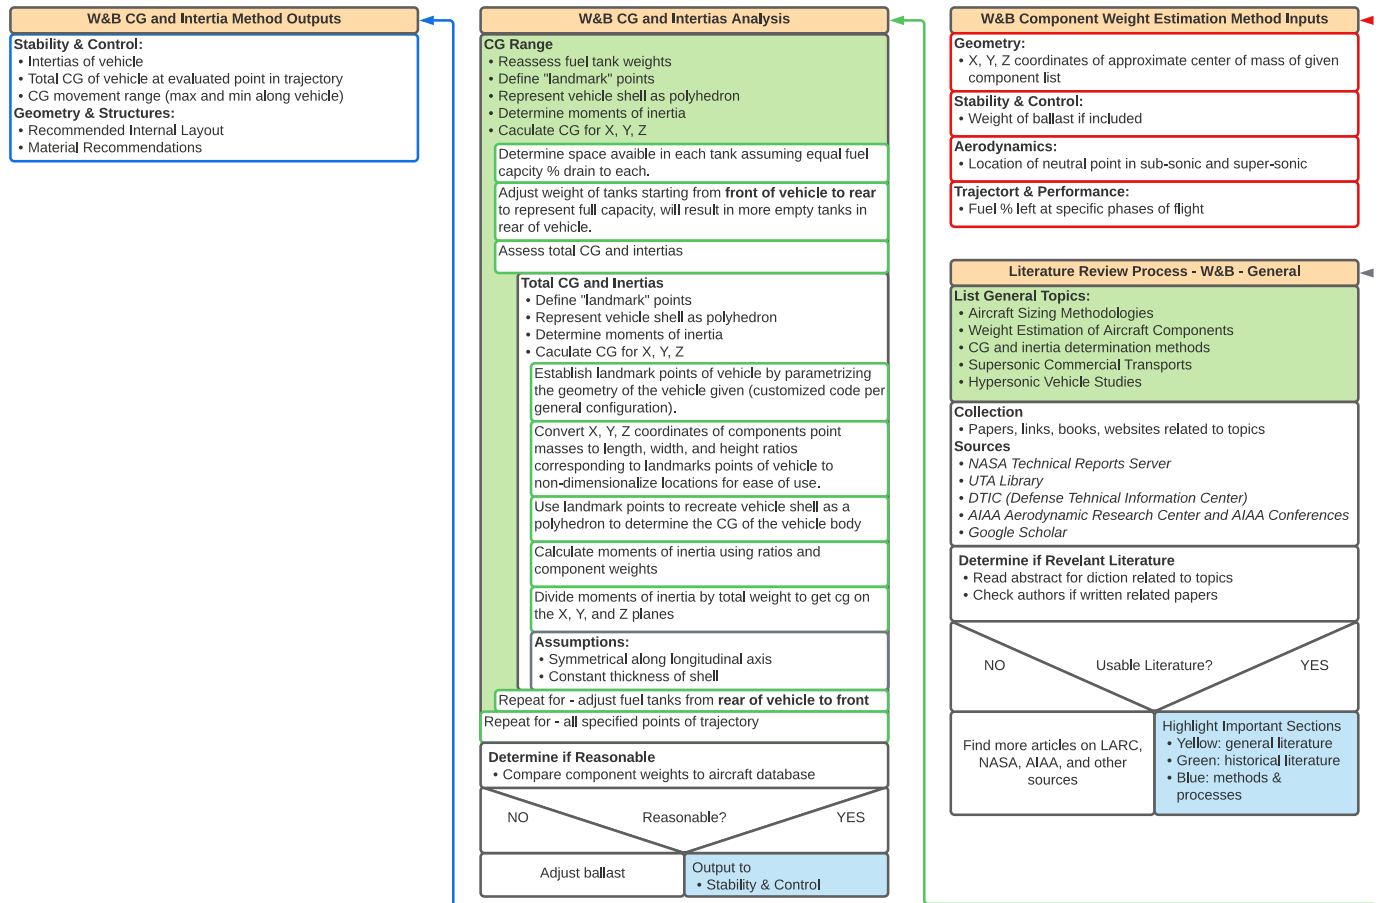 W&B CG and Inertia Method Outputs
Stability & Control:
• Intertias of vehicle
• Total CG of vehicle at evaluated point in trajectory
• CG movement range (max and min along vehicle)
Geometry & Structures:
• Recommended Internal Layout
• Material Recommendations
W&B CG and Intertias Analysis
CG Range
• Reassess fuel tank weights
• Define "landmark" points
• Represent vehicle shell as polyhedron
• Determine moments of inertia
• Caculate CG for X, Y, Z
Determine space avaible in each tank assuming equal fuel
capcity % drain to each.
Adjust weight of tanks starting from front of vehicle to rear
to represent full capacity, will result in more empty tanks in
rear of vehicle.
Assess total CG and intertias
Total CG and Inertias
• Define "landmark" points
• Represent vehicle shell as polyhedron
• Determine moments of inertia
• Caculate CG for X, Y, Z
Establish landmark points of vehicle by parametrizing
the geometry of the vehicle given (customized code per
general configuration).
Convert X, Y, Z coordinates of components point
masses to length, width, and height ratios
corresponding to landmarks points of vehicle to
non-dimensionalize locations for ease of use.
Use landmark points to recreate vehicle shell as a
polyhedron to determine the CG of the vehicle body
Calculate moments of inertia using ratios and
component weights
Divide moments of inertia by total weight to get cg on
the X, Y, and Z planes
Assumptions:
• Symmetrical along longitudinal axis
• Constant thickness of shell
Repeat for - adjust fuel tanks from rear of vehicle to front
Repeat for - all specified points of trajectory
Determine if Reasonable
• Compare component weights to aircraft database
NO
Reasonable?
YES
Adjust ballast
Output to
• Stability & Control
W&B Component Weight Estimation Method Inputs
Geometry:
• X, Y, Z coordinates of approximate center of mass of given
component list
Stability & Control:
• Weight of ballast if included
Aerodynamics:
• Location of neutral point in sub-sonic and super-sonic
Trajectort & Performance:
• Fuel % left at specific phases of flight
Literature Review Process - W&B - General
List General Topics:
• Aircraft Sizing Methodologies
• Weight Estimation of Aircraft Components
• CG and inertia determination methods
• Supersonic Commercial Transports
• Hypersonic Vehicle Studies
Collection
• Papers, links, books, websites related to topics
Sources
• NASA Technical Reports Server
• UTA Library
• DTIC (Defense Tehnical Information Center)
• AIAA Aerodynamic Research Center and AIAA Conferences
• Google Scholar
Determine if Revelant Literature
• Read abstract for diction related to topics
• Check authors if written related papers
NO
Usable Literature?
YES
Find more articles on LARC,
NASA, AIAA, and other
sources
Highlight Important Sections
• Yellow: general literature
• Green: historical literature
• Blue: methods &
processes